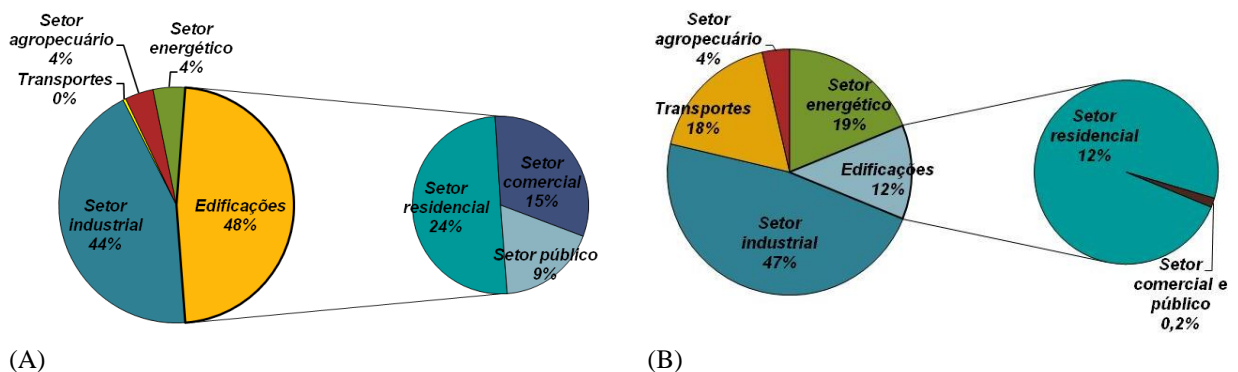 Setor
agropecuário
4%
Setor
energético
4%
Transportes
0%
Setor
industrial
44%
Edificações
48%
Setor
residencial
24%
Setor
comercial
15%
Setor público
9%
(A)
Setor
agropecuário
4%
Transportes
18%
Setor
energético
19%
Edificações
12%
Setor
industrial
47%
Setor
residencial
12%
Setor
comercial e
público
0,2%
(B)